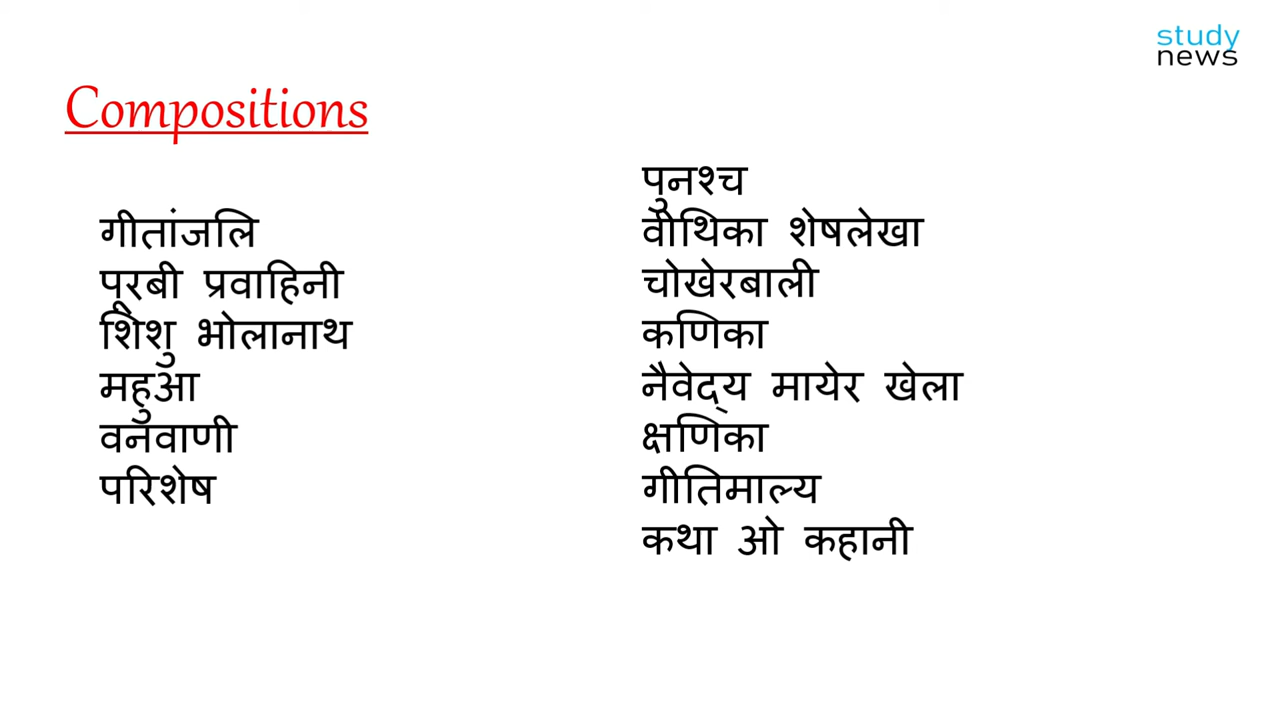 study
news
Compositions
गीतांजलि
पूरबी प्रवाहिनी
शिशु भोलानाथ
महुआ
वनवाणी
परिशेष
पुनश्च
वीथिका शेषलेखा
चोखेरबाली
कणिका
नैवेद्य मायेर खेला
क्षणिका
गीतिमाल्य
कथा ओ कहानी